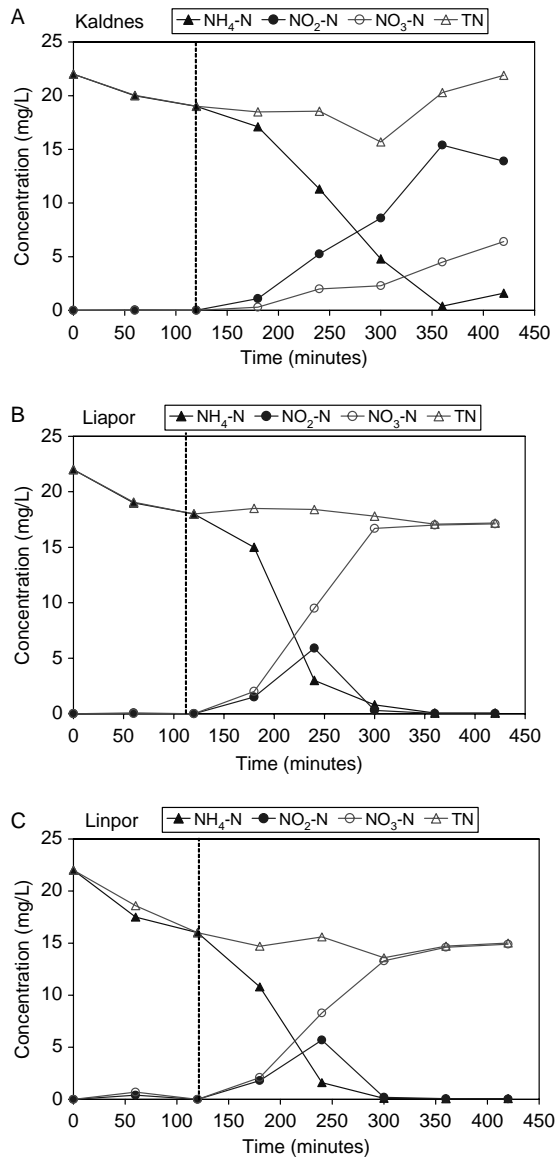 A
Kaldnes
NH₄-N NO₂-N NO₃-N TN
25
20
15
10
5
0
Concentration (mg/L)
0 50 100 150 200 250 300 350 400 450
Time (minutes)
B
Liapor
NH₄-N NO₂-N NO₃-N TN
25
20
15
10
5
0
Concentration (mg/L)
0 50 100 150 200 250 300 350 400 450
Time (minutes)
C
Linpor
NH₄-N NO₂-N NO₃-N TN
25
20
15
10
5
0
Concentration (mg/L)
0 50 100 150 200 250 300 350 400 450
Time (minutes)